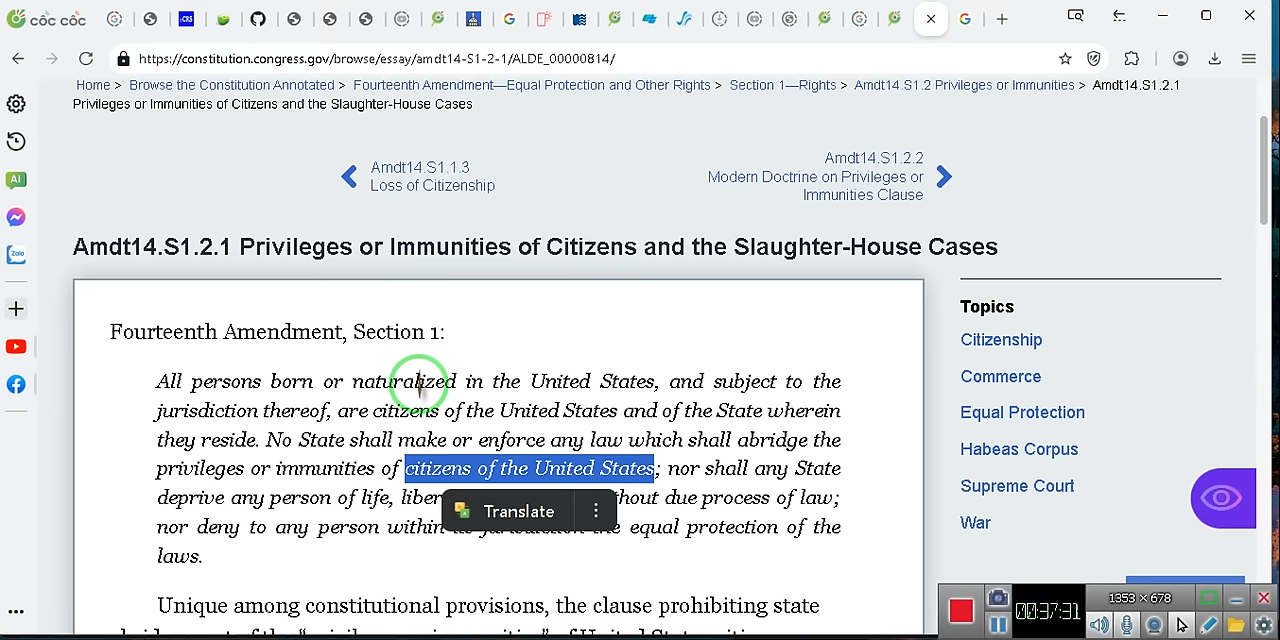 cốc cốc
CRS
https://constitution.congress.gov/browse/essay/amdt14-S1-2-1/ALDE_00000814/
Home > Browse the Constitution Annotated > Fourteenth Amendment—Equal Protection and Other Rights > Section 1—Rights > Amdt14.S1.2 Privileges or Immunities > Amdt14.S1.2.1
Privileges or Immunities of Citizens and the Slaughter-House Cases
Amdt14.S1.1.3
Loss of Citizenship
Amdt14.S1.2.2
Modern Doctrine on Privileges or
Immunities Clause
AI
Zalo
Amdt14.S1.2.1 Privileges or Immunities of Citizens and the Slaughter-House Cases
Fourteenth Amendment, Section 1:
All persons born or naturalized in the United States, and subject to the
jurisdiction thereof, are citizens of the United States and of the State wherein
they reside. No State shall make or enforce any law which shall abridge the
privileges or immunities of citizens of the United States; nor shall any State
deprive any person of life, due process of law;
nor deny to any person within equal protection of the
laws.
Translate
Unique among constitutional provisions, the clause prohibiting state
Topics
Citizenship
Commerce
Equal Protection
Habeas Corpus
Supreme Court
War
00:37:31
1353 × 678